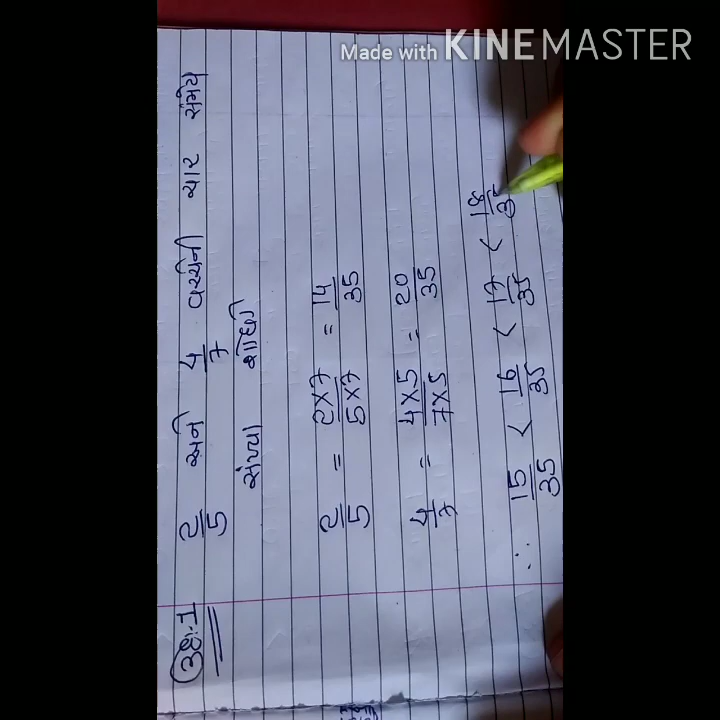 Made with KINEMASTER
ઉદા:-1 2/5 અને 4/7 વચ્ચેની ચાર સંમેય
સંખ્યા શોધો
2/5 = 2×7/5×7 = 14/35
4/7 = 4×5/7×5 = 20/35
∴ 15/35 < 16/35 < 17/35 < 18/35